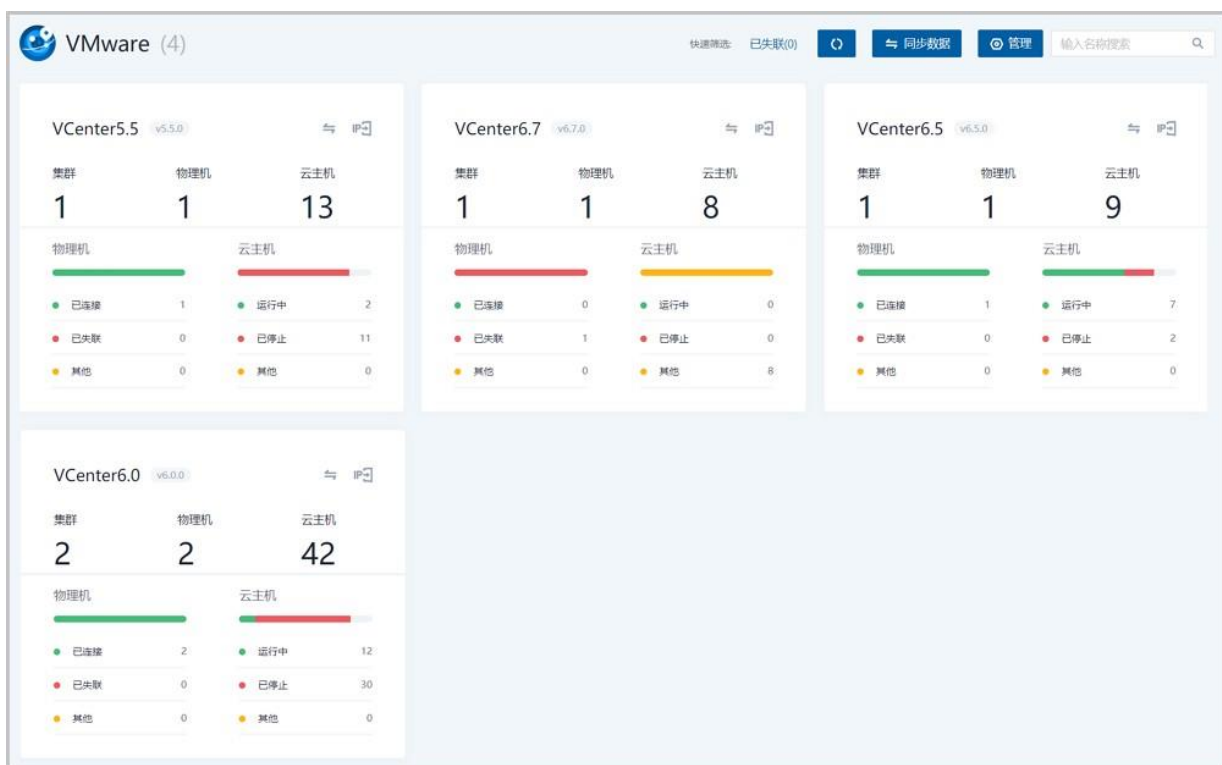 VMware (4) 快速筛选: 已失联(0) 同步数据 管理 输入名称搜索
VCenter5.5 v5.5.0 IP
集群 物理机 云主机
1 1 13
物理机 云主机
已连接 1 运行中 2
已失联 0 已停止 11
其他 0 其他 0
VCenter6.7 v6.7.0 IP
集群 物理机 云主机
1 1 8
物理机 云主机
已连接 0 运行中 0
已失联 1 已停止 0
其他 0 其他 8
VCenter6.5 v6.5.0 IP
集群 物理机 云主机
1 1 9
物理机 云主机
已连接 1 运行中 7
已失联 0 已停止 2
其他 0 其他 0
VCenter6.0 v6.0.0 IP
集群 物理机 云主机
2 2 42
物理机 云主机
已连接 2 运行中 12
已失联 0 已停止 30
其他 0 其他 0